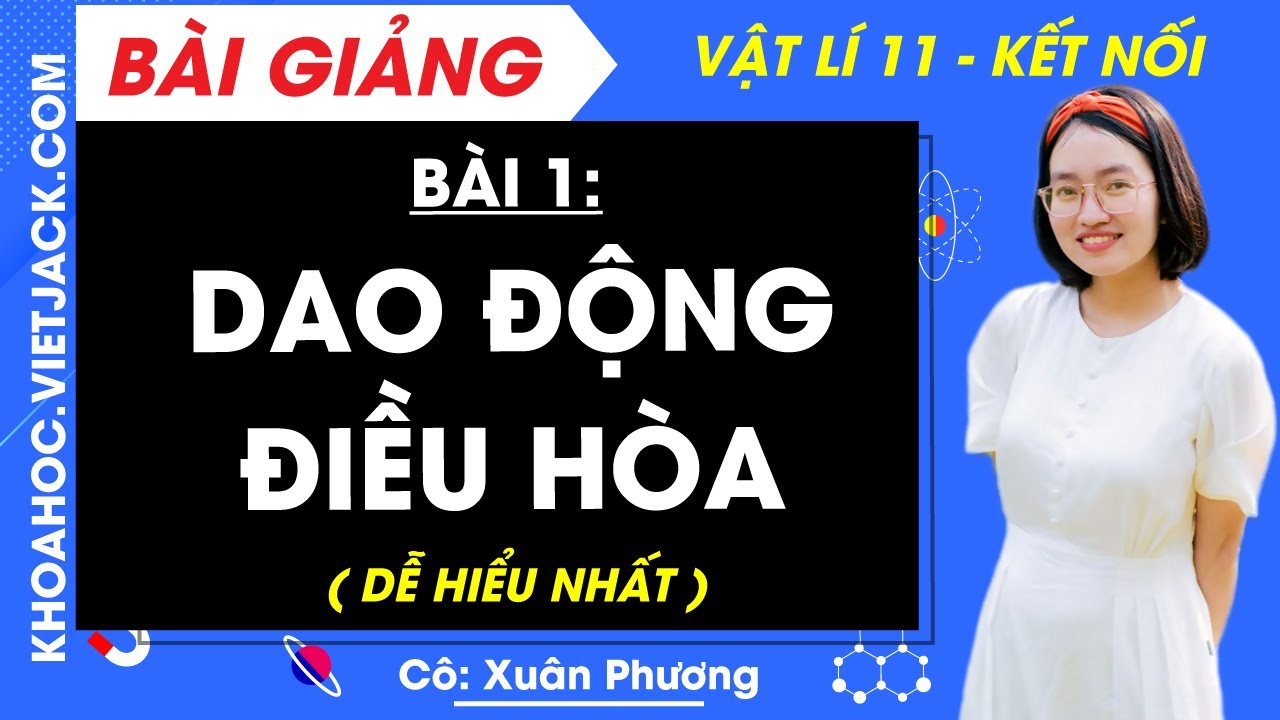 BÀI GIẢNG
VẬT LÍ 11 - KẾT NỐI
KHOAHOC.VIETJACK.COM
BÀI 1:
DAO ĐỘNG
ĐIỀU HÒA
( DỄ HIỂU NHẤT )
Cô: Xuân Phương